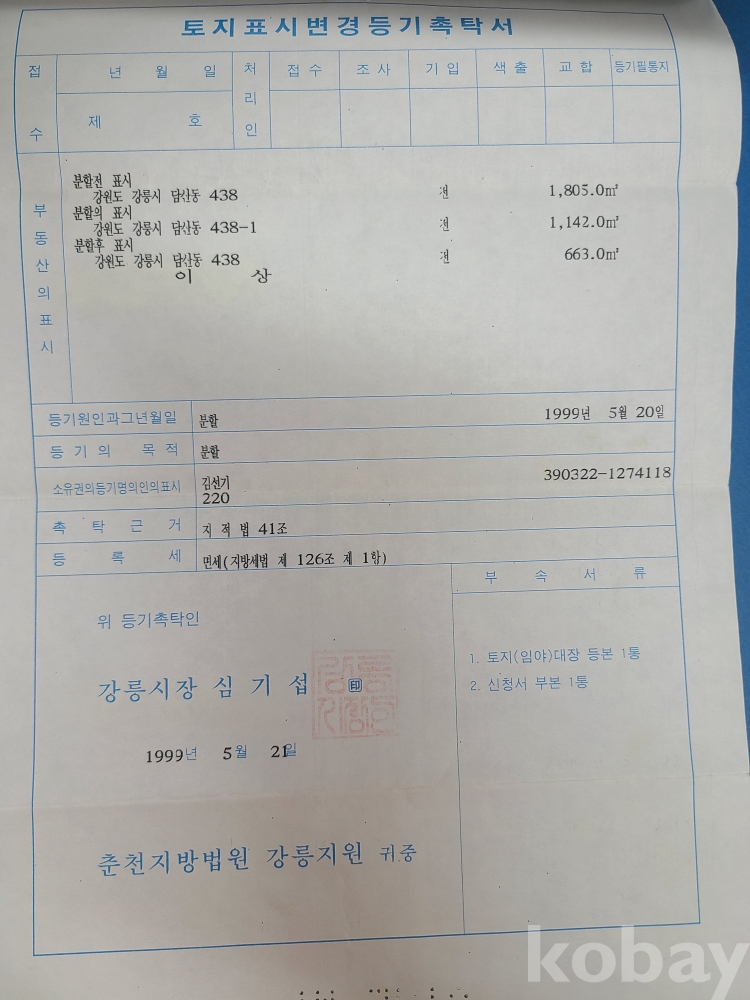 토지표시변경등기촉탁서
접수
년 월 일
제 호
처리인
접수 조사 기입 색출 교합 등기필통지
부동산의표시
분할전 표시
강원도 강릉시 담산동 438 전 1,805.0㎡
분할의 표시
강원도 강릉시 담산동 438-1 전 1,142.0㎡
분할후 표시
강원도 강릉시 담산동 438 전 663.0㎡
이 상
등기원인과그년월일 분할 1999년 5월 20일
등기의 목적 분할
소유권의등기명의인의표시 김선기 390322-1274118
220
촉탁근거 지적법 41조
등록세 면세(지방세법 제 126조 제 1항)
위 등기촉탁인
강릉시장 심기섭 印
1999년 5월 21일
춘천지방법원 강릉지원 귀중
부속서류
1. 토지(임야)대장 등본 1통
2. 신청서 부본 1통
kobay